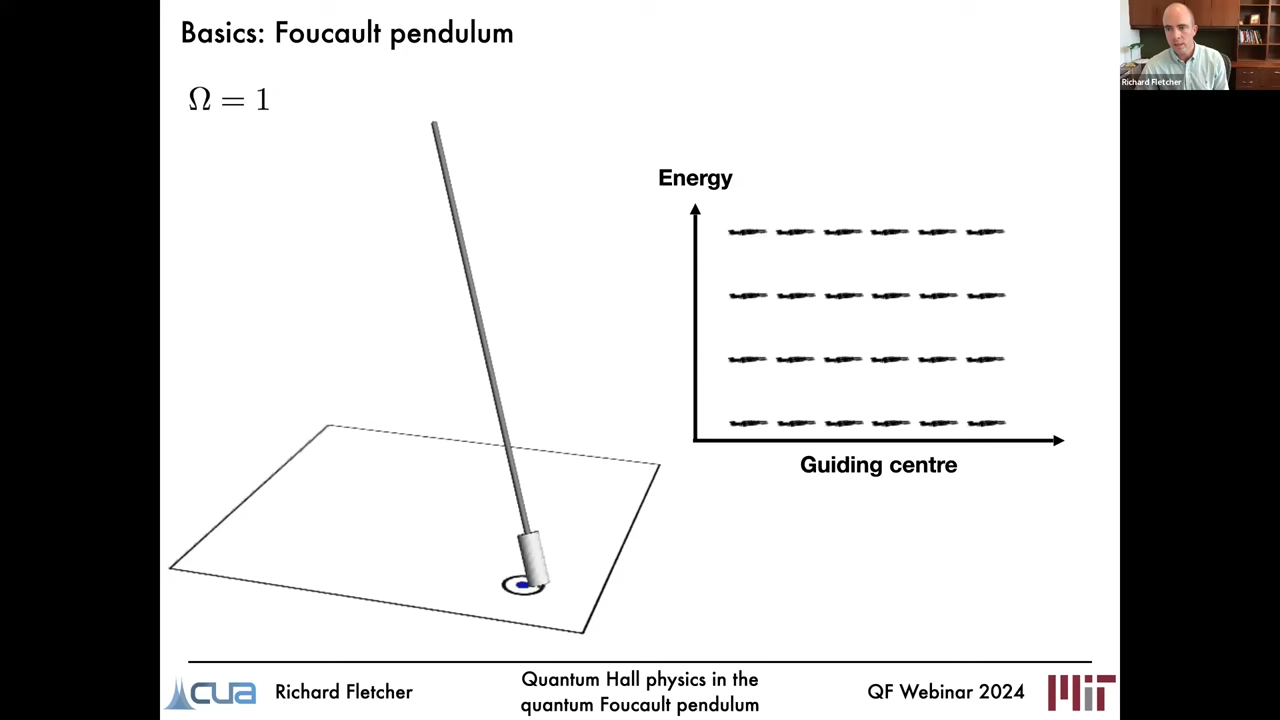 Basics: Foucault pendulum
Richard Fletcher
Ω = 1
Energy
Guiding centre
CUA
Richard Fletcher
Quantum Hall physics in the
quantum Foucault pendulum
QF Webinar 2024
MIT